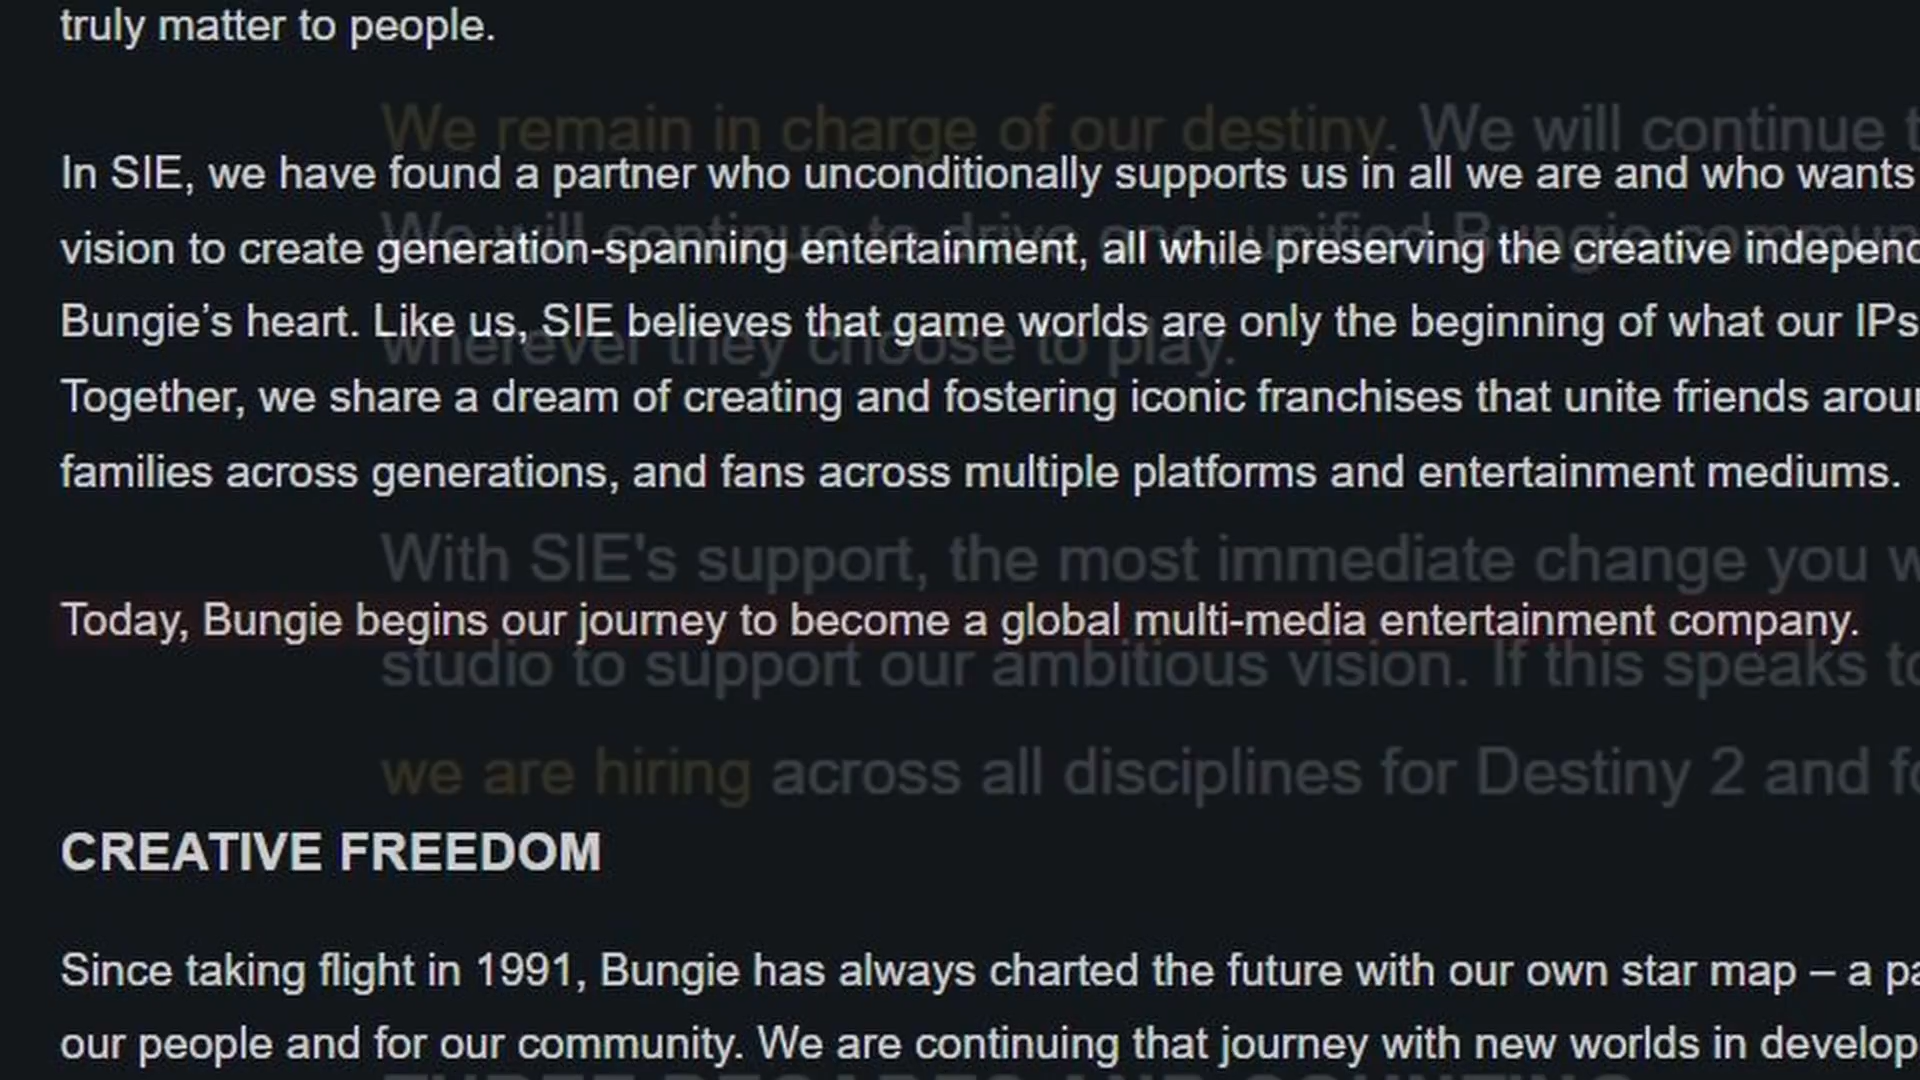 truly matter to people.
We remain in charge of our destiny. We will continue
In SIE, we have found a partner who unconditionally supports us in all we are and who wants
We will continue to drive one, unified Bungie
vision to create generation-spanning entertainment, all while preserving the creative
Bungie’s heart. Like us, SIE believes that game worlds are only the beginning of what our IPs
wherever they choose to play.
Together, we share a dream of creating and fostering iconic franchises that unite friends
families across generations, and fans across multiple platforms and entertainment mediums.
With SIE's support, the most immediate change you
Today, Bungie begins our journey to become a global multi-media entertainment company.
studio to support our ambitious vision. If this speaks
we are hiring across all disciplines for Destiny 2 and
CREATIVE FREEDOM
Since taking flight in 1991, Bungie has always charted the future with our own star map – a
our people and for our community. We are continuing that journey with new worlds in